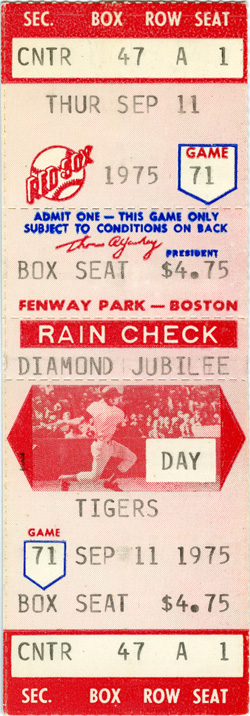 SEC. BOX ROW SEAT
CNTR 47 A 1
THUR SEP 11
RED SOX
1975
GAME
71
ADMIT ONE — THIS GAME ONLY
SUBJECT TO CONDITIONS ON BACK
PRESIDENT
BOX SEAT $4.75
FENWAY PARK — BOSTON
RAIN CHECK
DIAMOND JUBILEE
1
DAY
TIGERS
GAME
71 SEP 11 1975
BOX SEAT $4.75
CNTR 47 A 1
SEC. BOX ROW SEAT